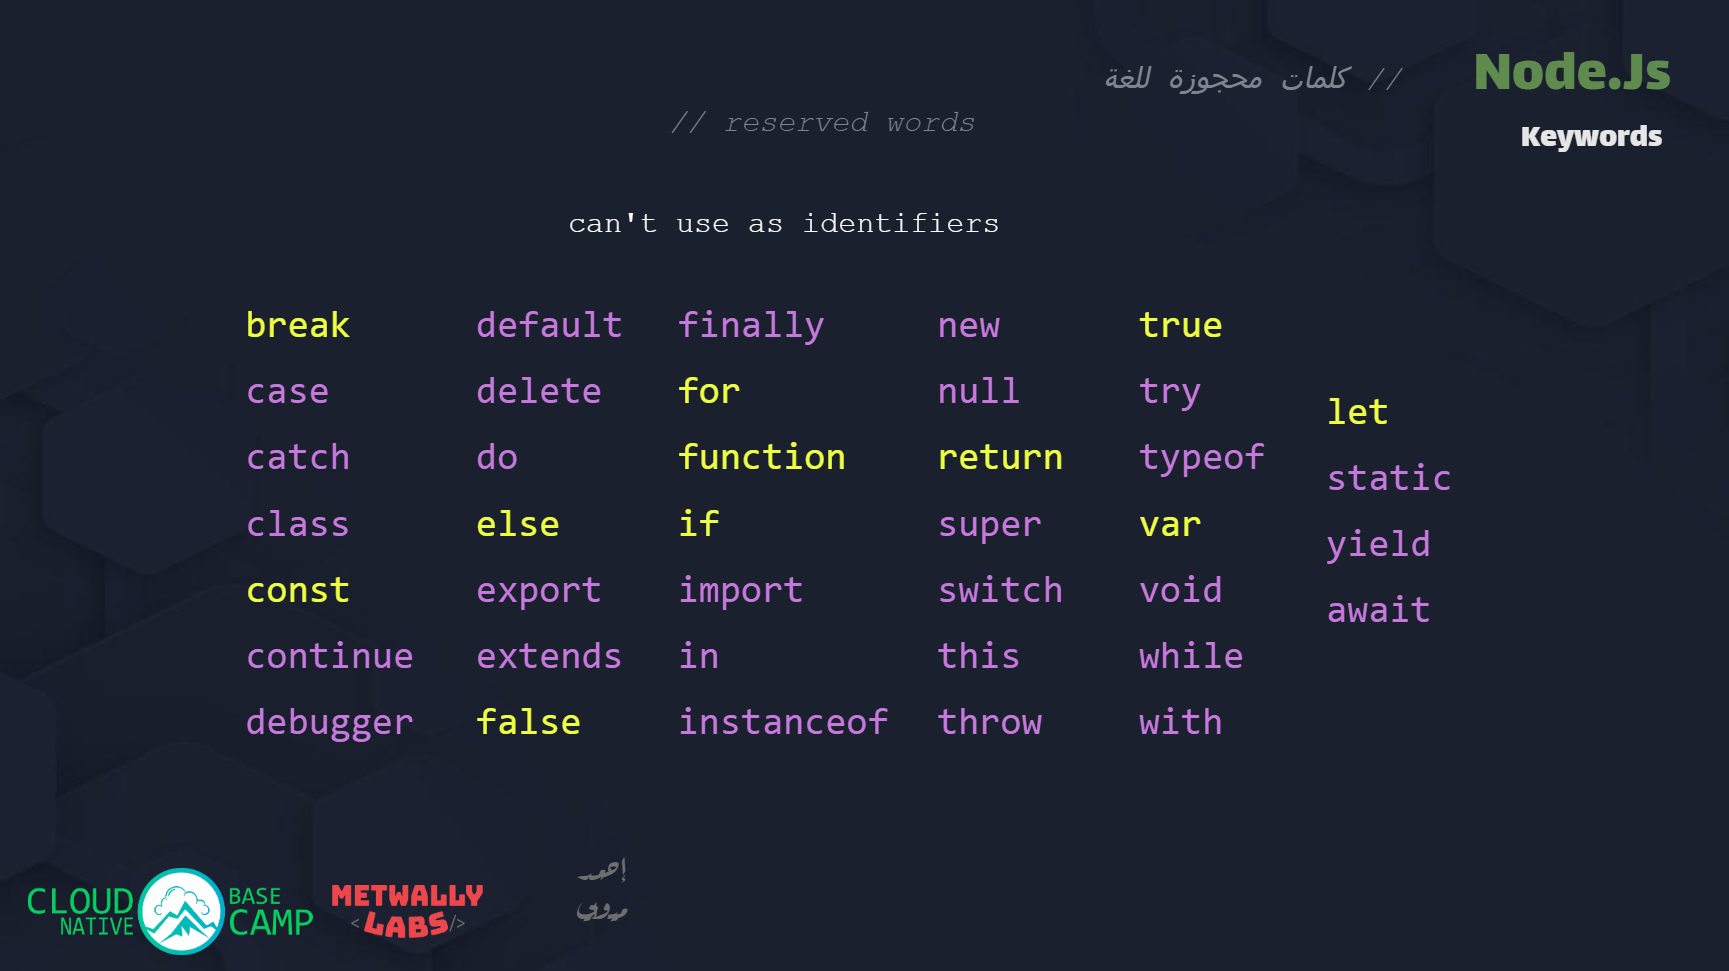 Node.Js
Keywords
// كلمات محجوزة للغة
// reserved words
can't use as identifiers
break default finally new true
case delete for null try
let
catch do function return typeof
static
class else if super var
yield
const export import switch void
await
continue extends in this while
debugger false instanceof throw with
CLOUD NATIVE BASE CAMP
METWALLY
<LABS/>